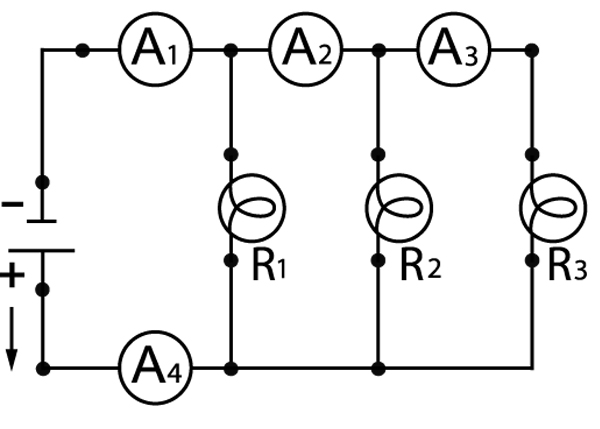 A1 A2 A3
-
R1 R2 R3
+
A4